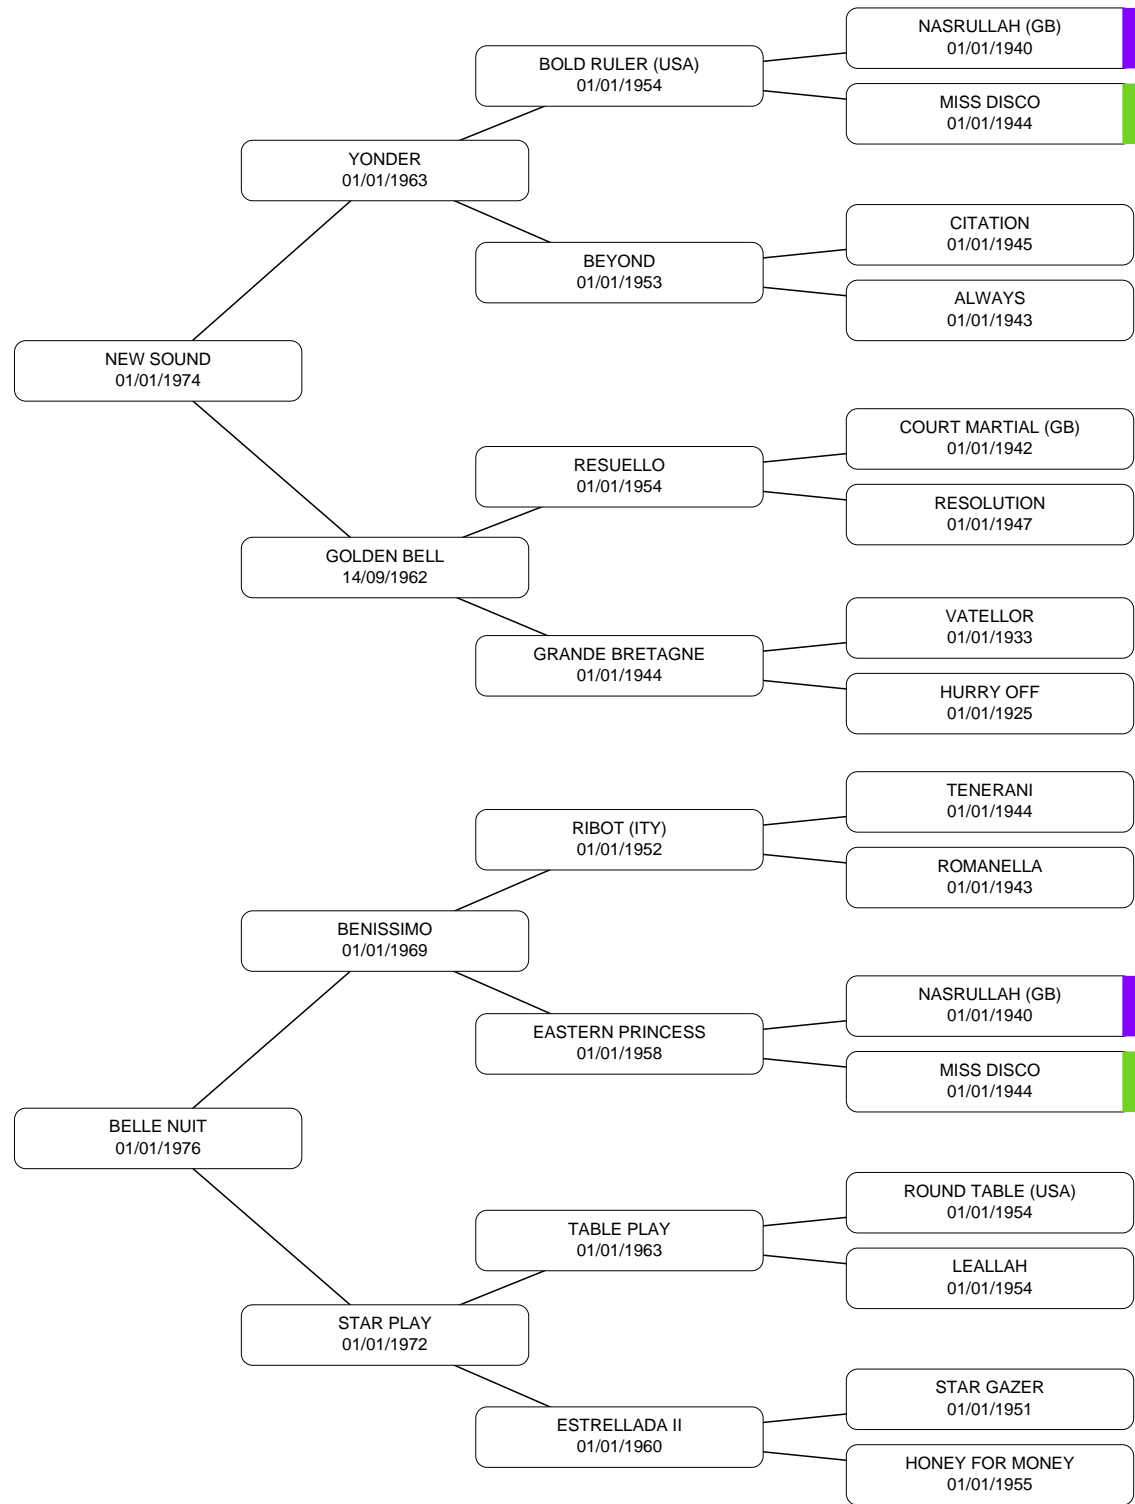 NASRULLAH (GB)
01/01/1940
BOLD RULER (USA)
01/01/1954
MISS DISCO
01/01/1944
YONDER
01/01/1963
CITATION
01/01/1945
BEYOND
01/01/1953
ALWAYS
01/01/1943
NEW SOUND
01/01/1974
COURT MARTIAL (GB)
01/01/1942
RESUELLO
01/01/1954
RESOLUTION
01/01/1947
GOLDEN BELL
14/09/1962
VATELLOR
01/01/1933
GRANDE BRETAGNE
01/01/1944
HURRY OFF
01/01/1925
TENERANI
01/01/1944
RIBOT (ITY)
01/01/1952
ROMANELLA
01/01/1943
BENISSIMO
01/01/1969
NASRULLAH (GB)
01/01/1940
EASTERN PRINCESS
01/01/1958
MISS DISCO
01/01/1944
BELLE NUIT
01/01/1976
ROUND TABLE (USA)
01/01/1954
TABLE PLAY
01/01/1963
LEALLAH
01/01/1954
STAR PLAY
01/01/1972
STAR GAZER
01/01/1951
ESTRELLADA II
01/01/1960
HONEY FOR MONEY
01/01/1955